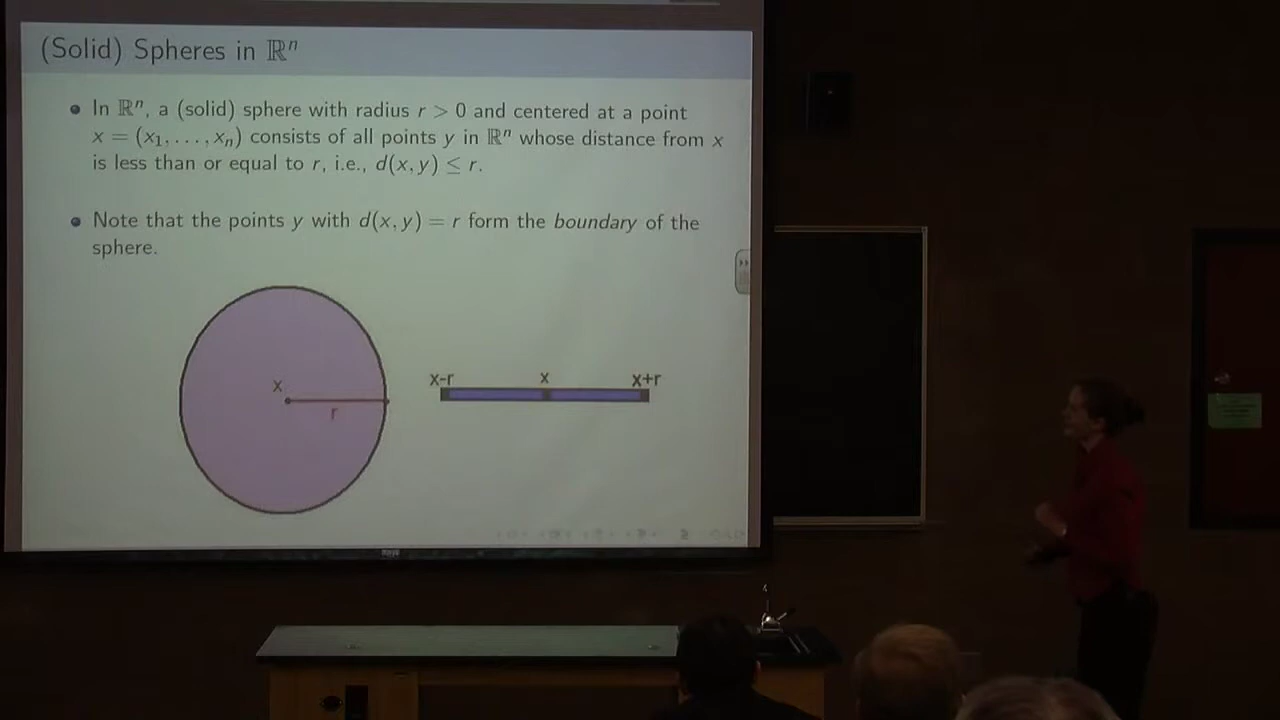 (Solid) Spheres in ℝⁿ
In ℝⁿ, a (solid) sphere with radius r > 0 and centered at a point
x = (x₁, . . . , xₙ) consists of all points y in ℝⁿ whose distance from x
is less than or equal to r, i.e., d(x, y) ≤ r.
Note that the points y with d(x, y) = r form the boundary of the
sphere.
x
r
x-r x x+r